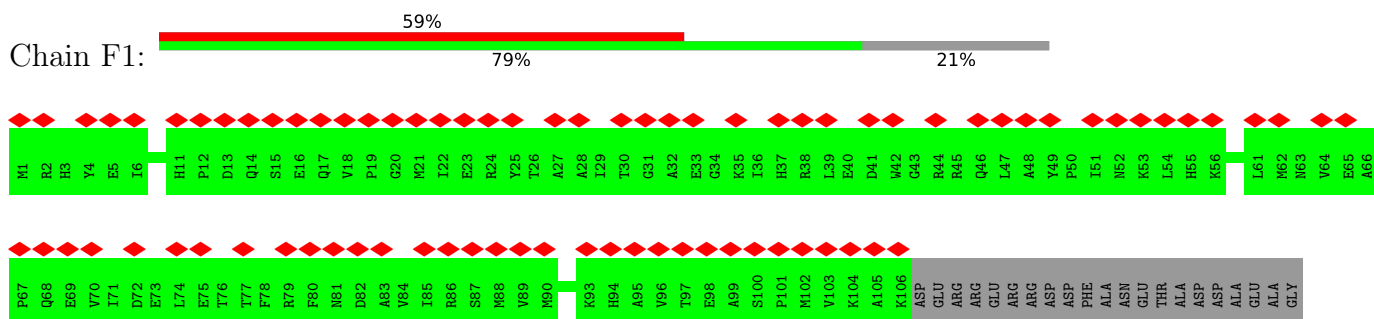 59%
Chain F1:
79% 21%
M1 R2 H3 Y4 E5 I6 H11 P12 D13 Q14 S15 E16 Q17 V18 P19 G20 M21 I22 E23 R24 Y25 T26 A27 A28 I29 T30 G31 A32 E33 G34 K35 I36 H37 R38 L39 E40 D41 W42 G43 R44 R45 Q46 L47 A48 Y49 P50 I51 N52 K53 L54 H55 K56 L61 M62 N63 V64 E65 A66
P67 Q68 E69 V70 I71 D72 E73 L74 E75 T76 T77 F78 R79 F80 N81 D82 A83 V84 I85 R86 S87 M88 V89 M90 K93 H94 A95 V96 T97 E98 A99 S100 P101 M102 V103 K104 A105 K106 ASP GLU ARG ARG GLU ARG ARG ASP ASP PHE ALA ASN GLU THR ALA ASP ASP ALA GLU ALA GLY